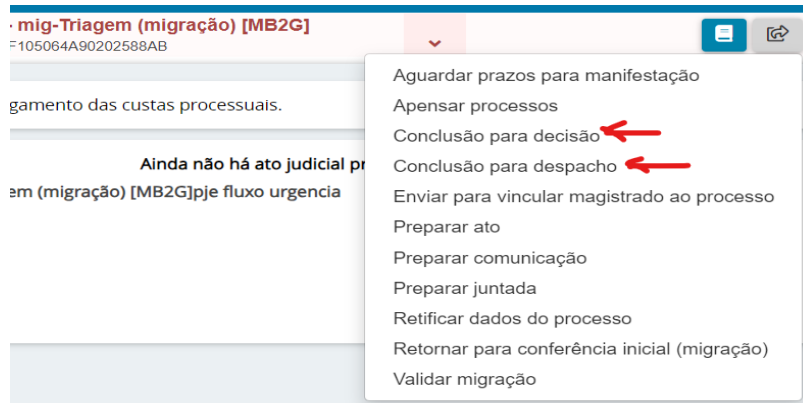 mig-Triagem (migração) [MB2G]
F105064A90202588AB
gamento das custas processuais.
Ainda não há ato judicial pr
em (migração) [MB2G]pje fluxo urgencia
Aguardar prazos para manifestação
Apensar processos
Conclusão para decisão
Conclusão para despacho
Enviar para vincular magistrado ao processo
Preparar ato
Preparar comunicação
Preparar juntada
Retificar dados do processo
Retornar para conferência inicial (migração)
Validar migração